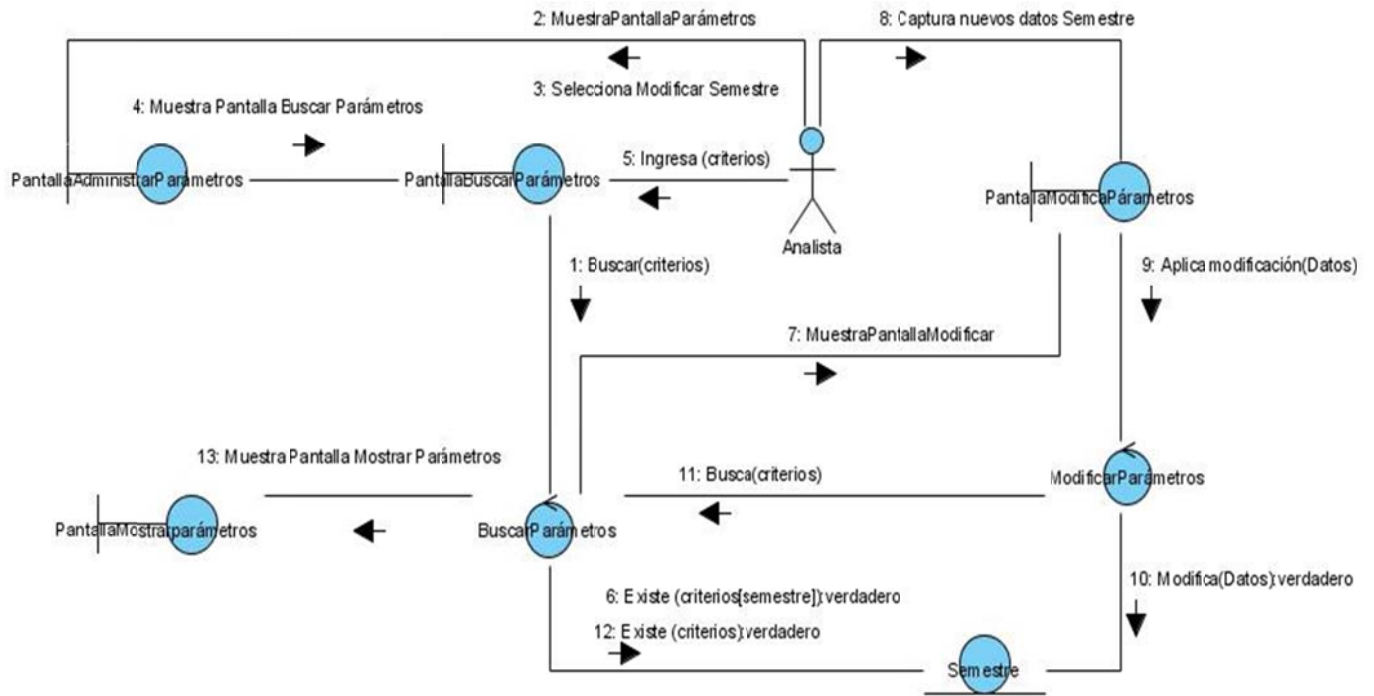 2: MuestraPantallaParámetros
8: Captura nuevos datos Semestre
3: Selecciona Modificar Semestre
4: Muestra Pantalla Buscar Parámetros
5: Ingresa (criterios)
PantallaAdministrarParámetros
PantallaBuscarParámetros
PantallaModificaPárametros
Analista
1: Buscar(criterios)
9: Aplica modificación(Datos)
7: MuestraPantallaModificar
13: Muestra Pantalla Mostrar Parámetros
11: Busca(criterios)
ModificarParámetros
PantallaMostrarparámetros
BuscarParámetros
10: Modifica(Datos):verdadero
6: Existe (criterios[semestre]):verdadero
12: Existe (criterios):verdadero
Semestre